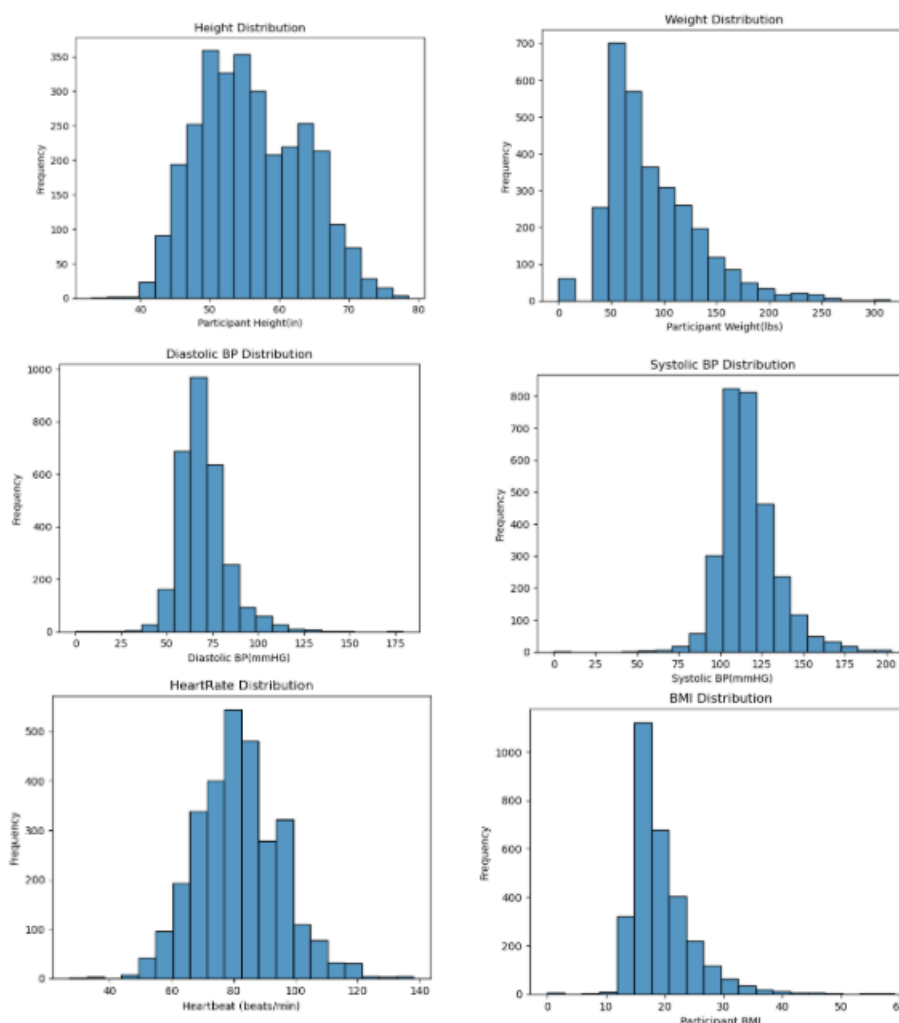 Height Distribution
350
300
250
200
150
100
50
0
Frequency
40 50 60 70 80
Participant Height(in)
Weight Distribution
700
600
500
400
300
200
100
0
Frequency
0 50 100 150 200 250 300
Participant Weight(lbs)
Diastolic BP Distribution
1000
800
600
400
200
0
Frequency
0 25 50 75 100 125 150 175
Diastolic BP(mmHG)
Systolic BP Distribution
800
700
600
500
400
300
200
100
0
Frequency
0 25 50 75 100 125 150 175 200
Systolic BP(mmHG)
HeartRate Distribution
500
400
300
200
100
0
Frequency
40 60 80 100 120 140
Heartbeat (beats/min)
BMI Distribution
1000
800
600
400
200
0
Frequency
0 10 20 30 40 50
Participant BMI